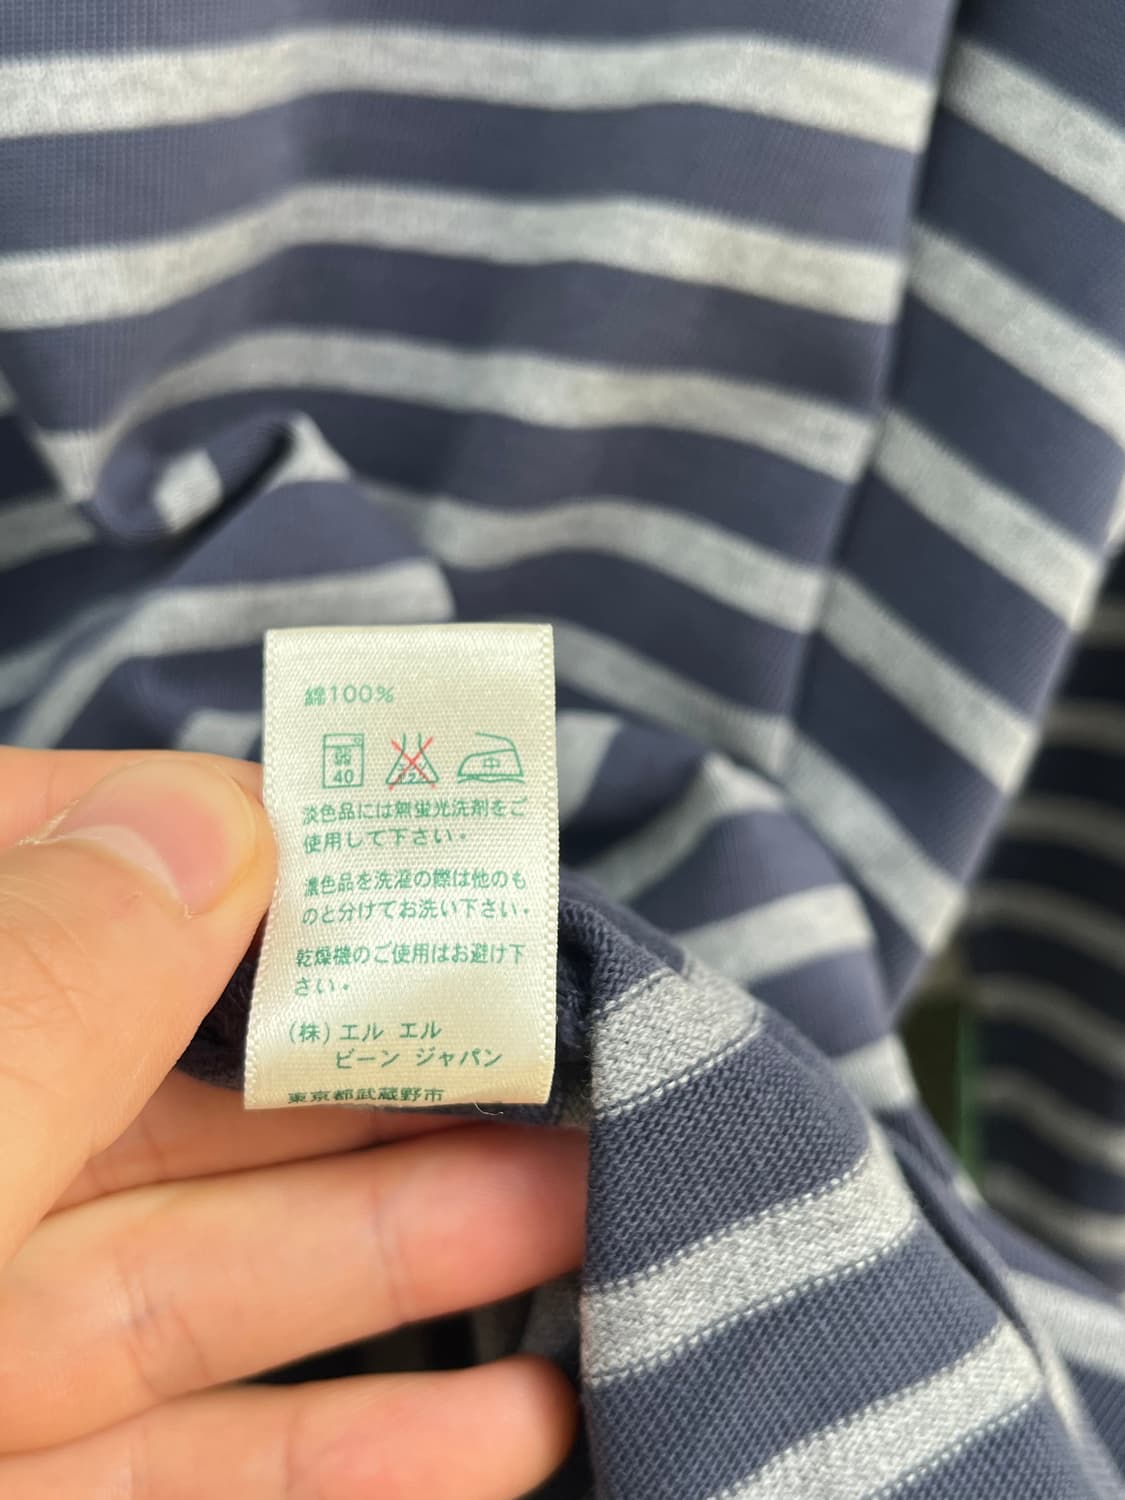 綿100%
40
中
淡色品には無蛍光洗剤をご
使用して下さい。
濃色品を洗濯の際は他のも
のと分けてお洗い下さい。
乾燥機のご使用はお避け下
さい。
(株)エル エル
ビーン ジャパン
東京都武蔵野市